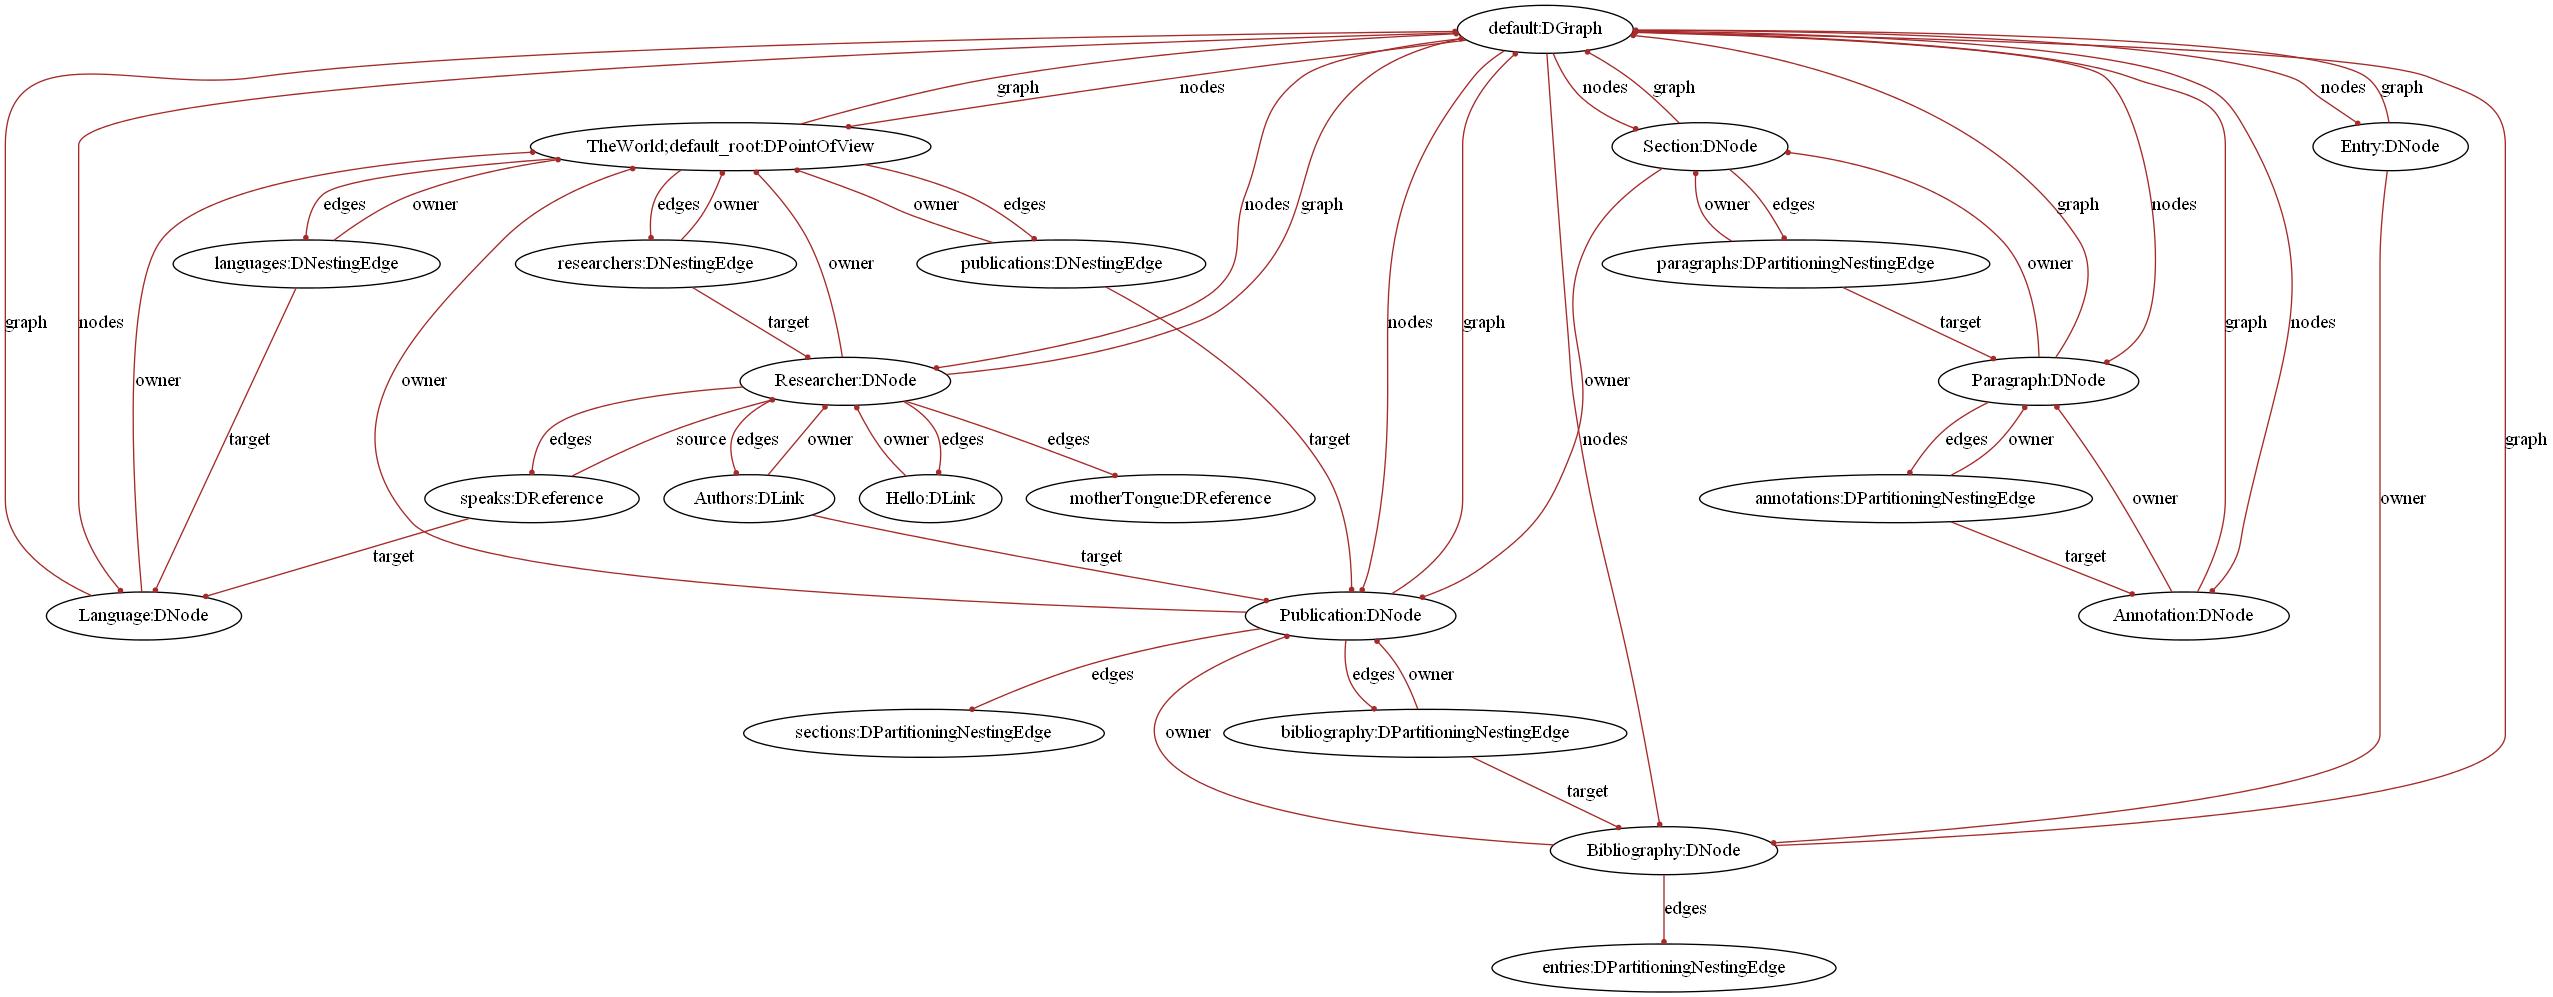 default:DGraph
graph
nodes
nodes
graph
nodes
graph
TheWorld;default_root:DPointOfView
Section:DNode
Entry:DNode
edges
owner
edges
owner
owner
edges
nodes
graph
owner
edges
graph
nodes
languages:DNestingEdge
researchers:DNestingEdge
publications:DNestingEdge
paragraphs:DPartitioningNestingEdge
owner
owner
graph
nodes
target
nodes
graph
target
graph
nodes
owner
owner
Researcher:DNode
owner
Paragraph:DNode
target
edges
source
edges
owner
owner
edges
edges
target
nodes
edges
owner
graph
speaks:DReference
Authors:DLink
Hello:DLink
motherTongue:DReference
annotations:DPartitioningNestingEdge
owner
owner
target
target
target
Language:DNode
Publication:DNode
Annotation:DNode
edges
edges
owner
owner
sections:DPartitioningNestingEdge
bibliography:DPartitioningNestingEdge
target
Bibliography:DNode
edges
entries:DPartitioningNestingEdge